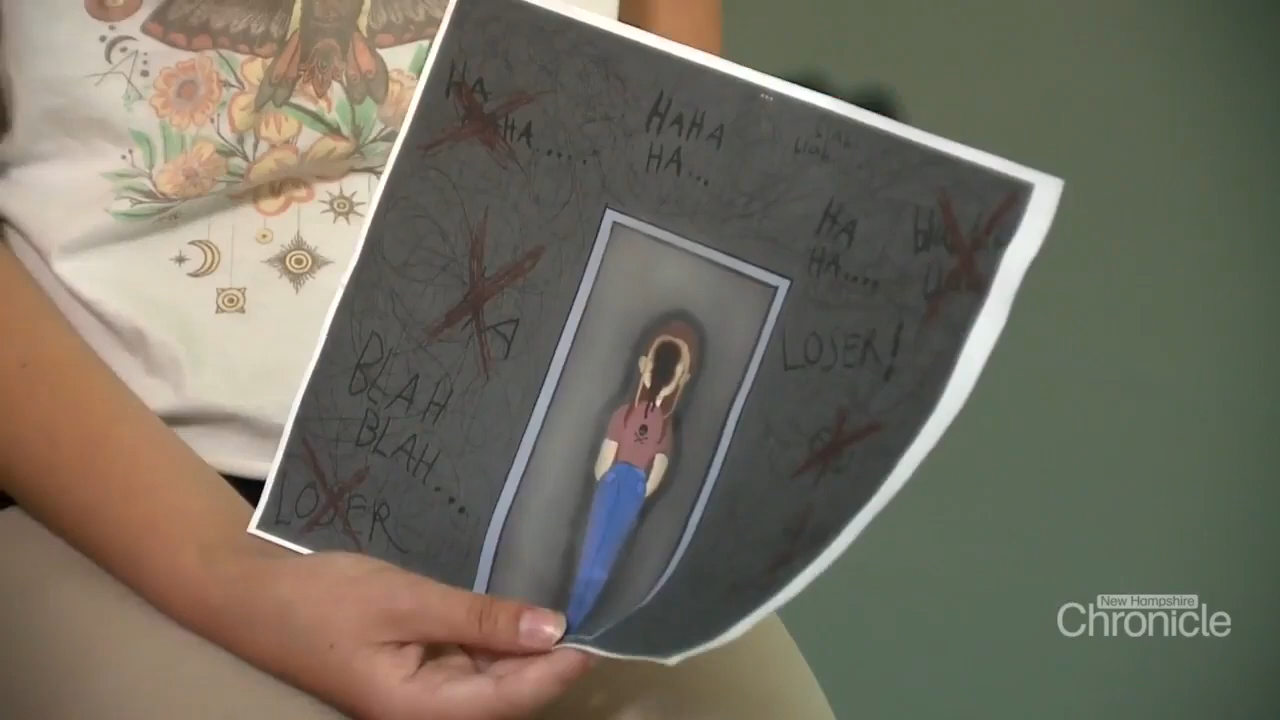 HA
HA......
HAHA
HA...
HA
HA....
LOSER!
BLAH
BLAH...
LOSER
New Hampshire
Chronicle